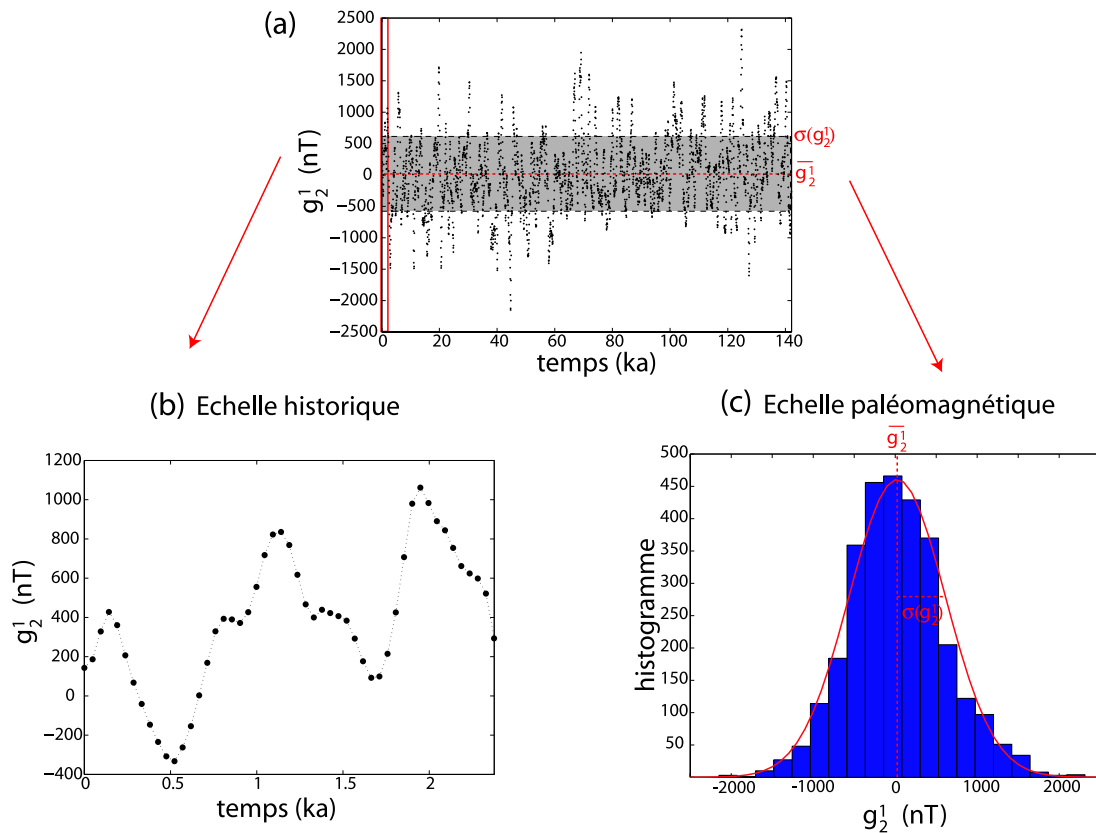 (a)
2500
2000
1500
1000
500
0
−500
−1000
−1500
−2000
−2500
g₂¹ (nT)
σ(g₂¹)
g₂¹
0 20 40 60 80 100 120 140
temps (ka)
(b) Echelle historique
1200
1000
800
600
400
200
0
−200
−400
g₂¹ (nT)
0 0.5 1 1.5 2
temps (ka)
(c) Echelle paléomagnétique
g₂¹
500
450
400
350
300
250
200
150
100
50
histogramme
σ(g₂¹)
-2000 -1000 0 1000 2000
g₂¹ (nT)